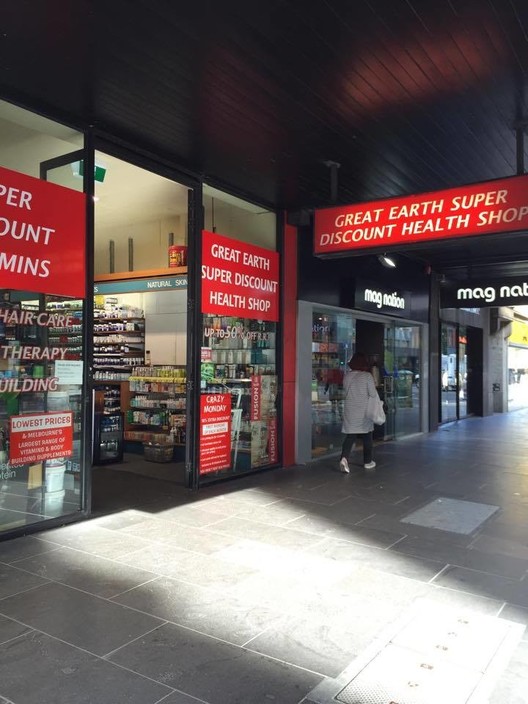 PER
OUNT
MINS
HAIR CARE
THERAPY
UILDING
LOWEST PRICES
& MELBOURNE'S
LARGEST RANGE OF
VITAMINS & BODY
BUILDING SUPPLEMENTS
NATURAL SKIN
GREAT EARTH
SUPER DISCOUNT
HEALTH SHOP
UP TO 50% OFF R.R.P.
CRAZY
MONDAY
FUSION
GREAT EARTH SUPER
DISCOUNT HEALTH SHOP
mag nation
mag nat